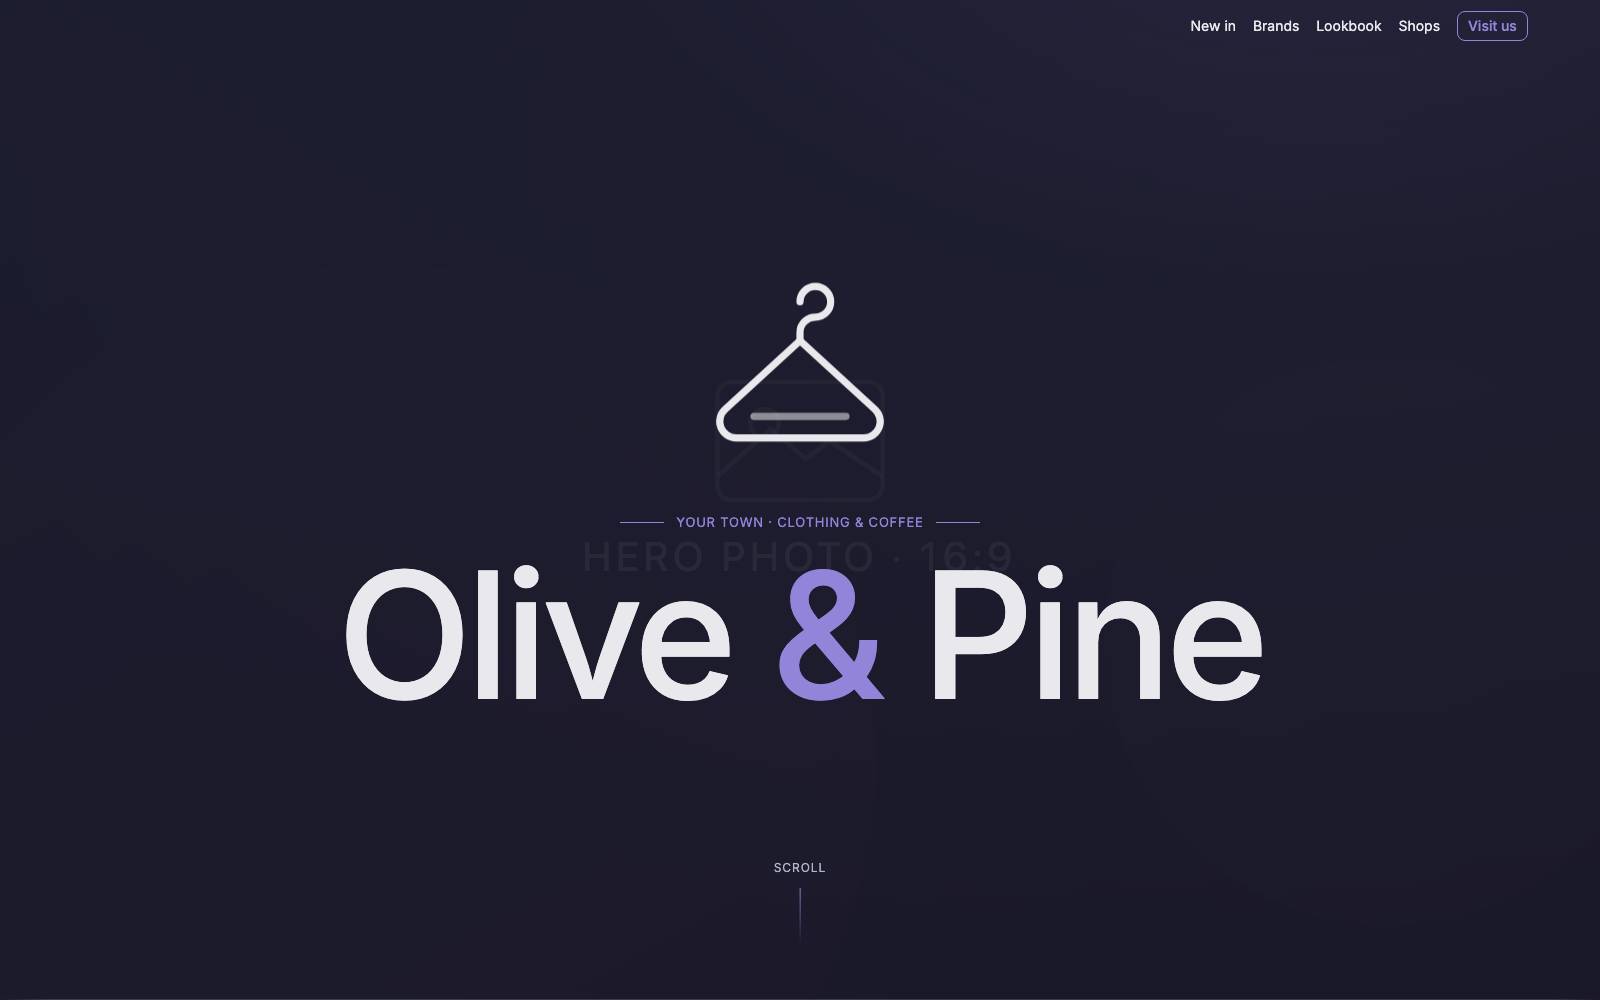 New in Brands Lookbook Shops Visit us
YOUR TOWN · CLOTHING & COFFEE
HERO PHOTO · 16:9
Olive & Pine
SCROLL